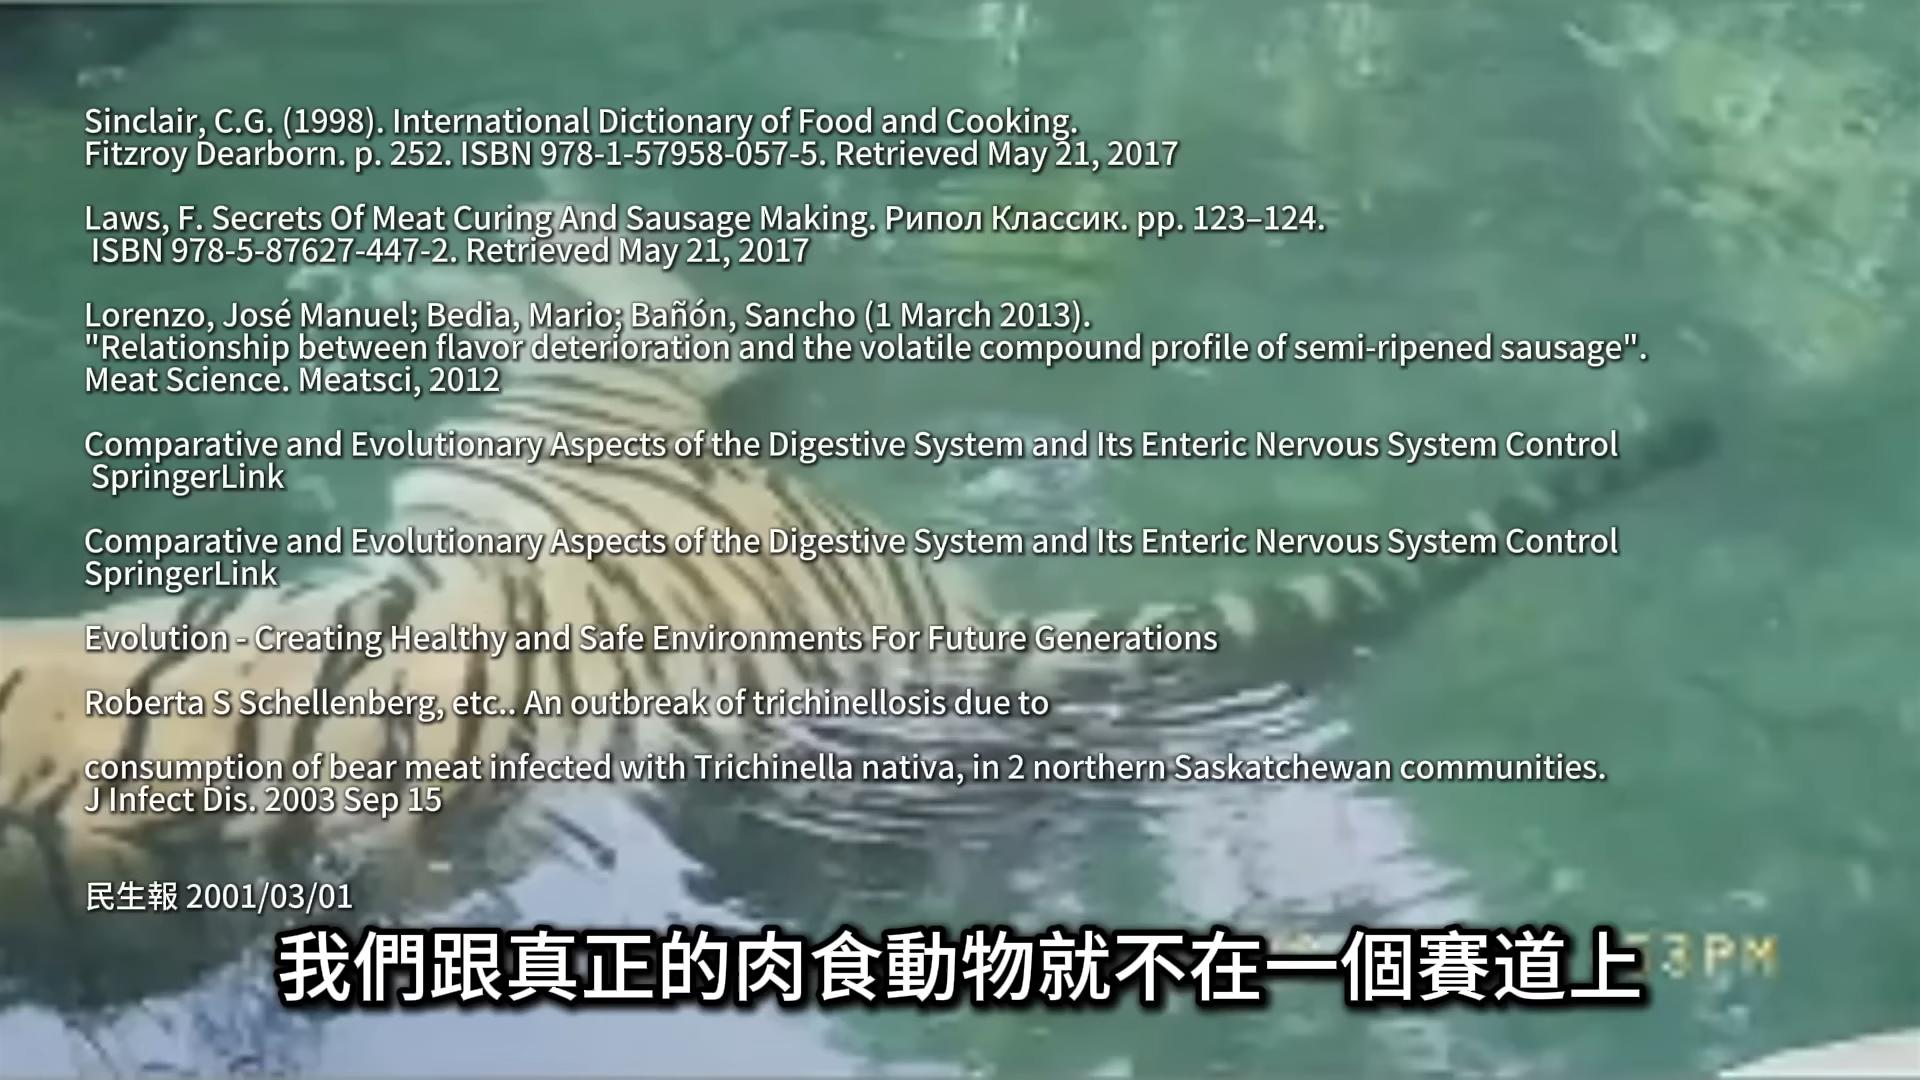 Sinclair, C.G. (1998). International Dictionary of Food and Cooking.
Fitzroy Dearborn. p. 252. ISBN 978-1-57958-057-5. Retrieved May 21, 2017
Laws, F. Secrets Of Meat Curing And Sausage Making. Рипол Классик. pp. 123–124.
ISBN 978-5-87627-447-2. Retrieved May 21, 2017
Lorenzo, José Manuel; Bedia, Mario; Bañón, Sancho (1 March 2013).
"Relationship between flavor deterioration and the volatile compound profile of semi-ripened sausage".
Meat Science. Meatsci, 2012
Comparative and Evolutionary Aspects of the Digestive System and Its Enteric Nervous System Control
SpringerLink
Comparative and Evolutionary Aspects of the Digestive System and Its Enteric Nervous System Control
SpringerLink
Evolution - Creating Healthy and Safe Environments For Future Generations
Roberta S Schellenberg, etc.. An outbreak of trichinellosis due to
consumption of bear meat infected with Trichinella nativa, in 2 northern Saskatchewan communities.
J Infect Dis. 2003 Sep 15
民生報 2001/03/01
我們跟真正的肉食動物就不在一個賽道上